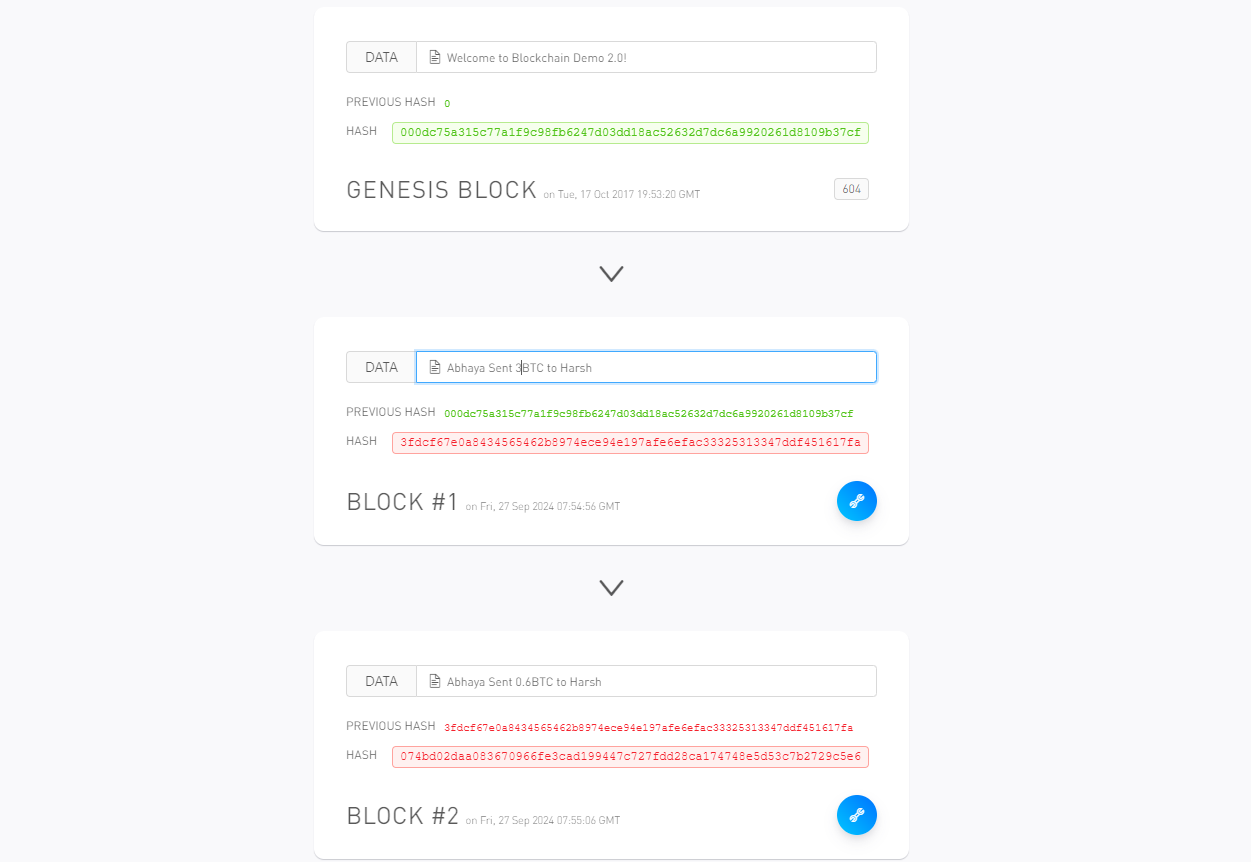 DATA Welcome to Blockchain Demo 2.0!
PREVIOUS HASH 0
HASH 000dc75a315c77a1f9c98fb6247d03dd18ac52632d7dc6a9920261d8109b37cf
GENESIS BLOCK on Tue, 17 Oct 2017 19:53:20 GMT 604
DATA Abhaya Sent 3BTC to Harsh
PREVIOUS HASH 000dc75a315c77a1f9c98fb6247d03dd18ac52632d7dc6a9920261d8109b37cf
HASH 3fdcf67e0a8434565462b8974ece94e197afe6efac33325313347ddf451617fa
BLOCK #1 on Fri, 27 Sep 2024 07:54:56 GMT
DATA Abhaya Sent 0.6BTC to Harsh
PREVIOUS HASH 3fdcf67e0a8434565462b8974ece94e197afe6efac33325313347ddf451617fa
HASH 074bd02daa083670966fe3cad199447c727fdd28ca174748e5d53c7b2729c5e6
BLOCK #2 on Fri, 27 Sep 2024 07:55:06 GMT